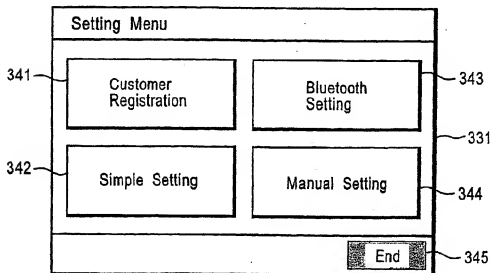 Setting Menu
341
Customer
Registration
Bluetooth
Setting
343
331
342
Simple Setting
Manual Setting
344
End
345